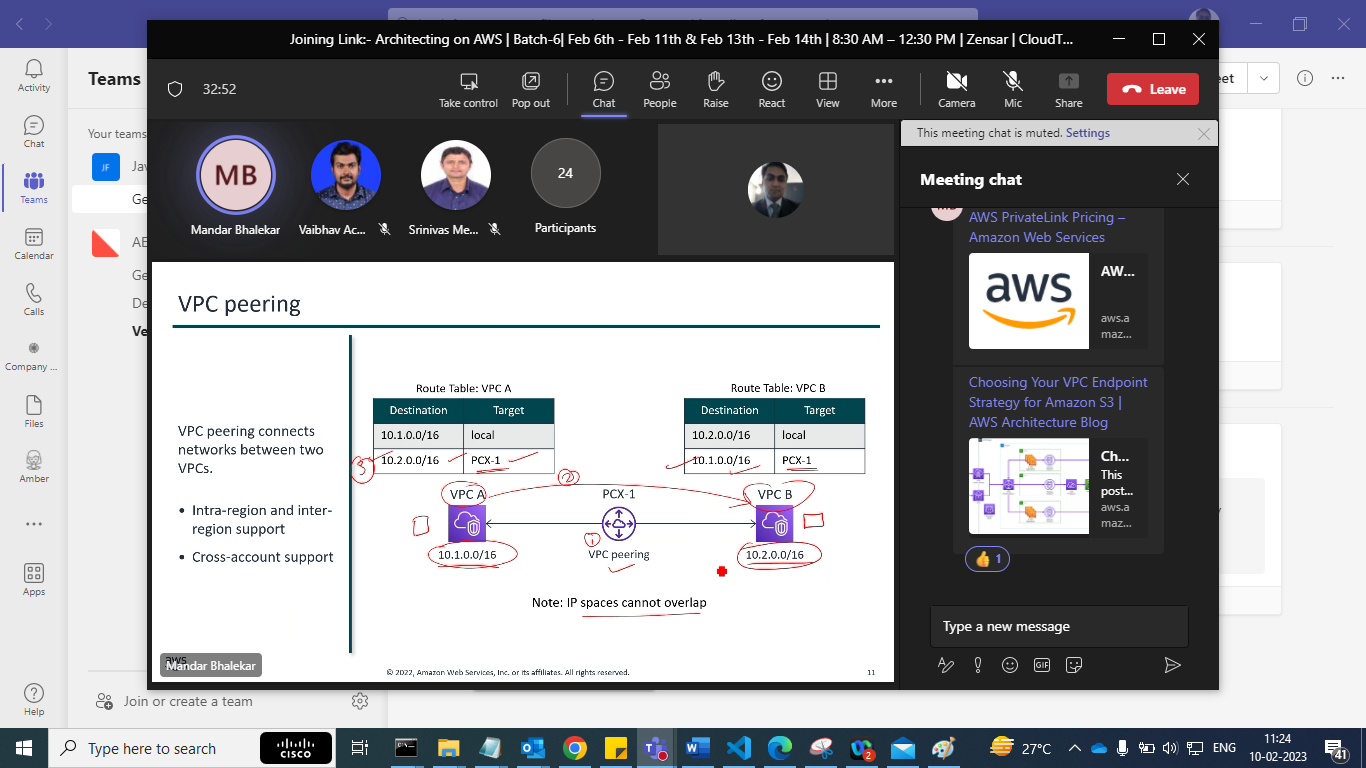 Joining Link:- Architecting on AWS | Batch-6| Feb 6th - Feb 11th & Feb 13th - Feb 14th | 8:30 AM – 12:30 PM | Zensar | CloudT...
32:52
Take control
Pop out
Chat
People
Raise
React
View
More
Camera
Mic
Share
Leave
Activity
Chat
Teams
Calendar
Calls
Company ...
Files
Amber
Apps
Help
Teams
Your teams
JF
Jav
Ge
AE
Ge
De
Ve
Join or create a team
eet
MB
Mandar Bhalekar
Vaibhav Ac...
Srinivas Me...
24
Participants
This meeting chat is muted. Settings
Meeting chat
AWS PrivateLink Pricing –
Amazon Web Services
aws
AW...
aws.a
maz...
Choosing Your VPC Endpoint
Strategy for Amazon S3 |
AWS Architecture Blog
Ch...
This
post...
aws.a
maz...
1
Type a new message
GIF
VPC peering
VPC peering connects
networks between two
VPCs.
• Intra-region and inter-
region support
• Cross-account support
Route Table: VPC A
Destination Target
10.1.0.0/16 local
10.2.0.0/16 PCX-1
Route Table: VPC B
Destination Target
10.2.0.0/16 local
10.1.0.0/16 PCX-1
3
2
VPC A
PCX-1
VPC B
1
10.1.0.0/16
VPC peering
10.2.0.0/16
Note: IP spaces cannot overlap
aws
Mandar Bhalekar
© 2022, Amazon Web Services, Inc. or its affiliates. All rights reserved.
11
Type here to search
CISCO
2
27°C
ENG
11:24
10-02-2023
41